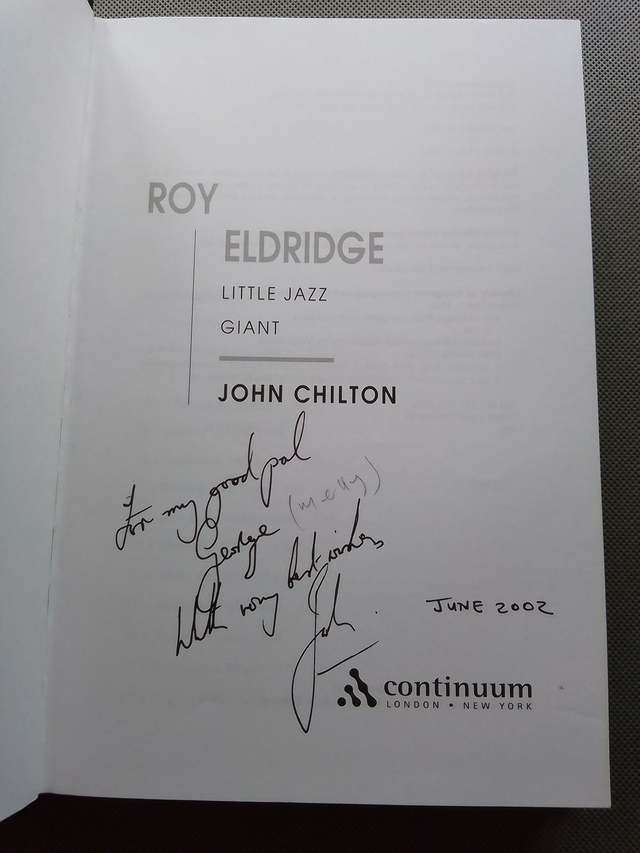 ROY
ELDRIDGE
LITTLE JAZZ
GIANT
JOHN CHILTON
For my good pal
George (melly)
With very best wishes
John.
JUNE 2002
continuum
LONDON • NEW YORK